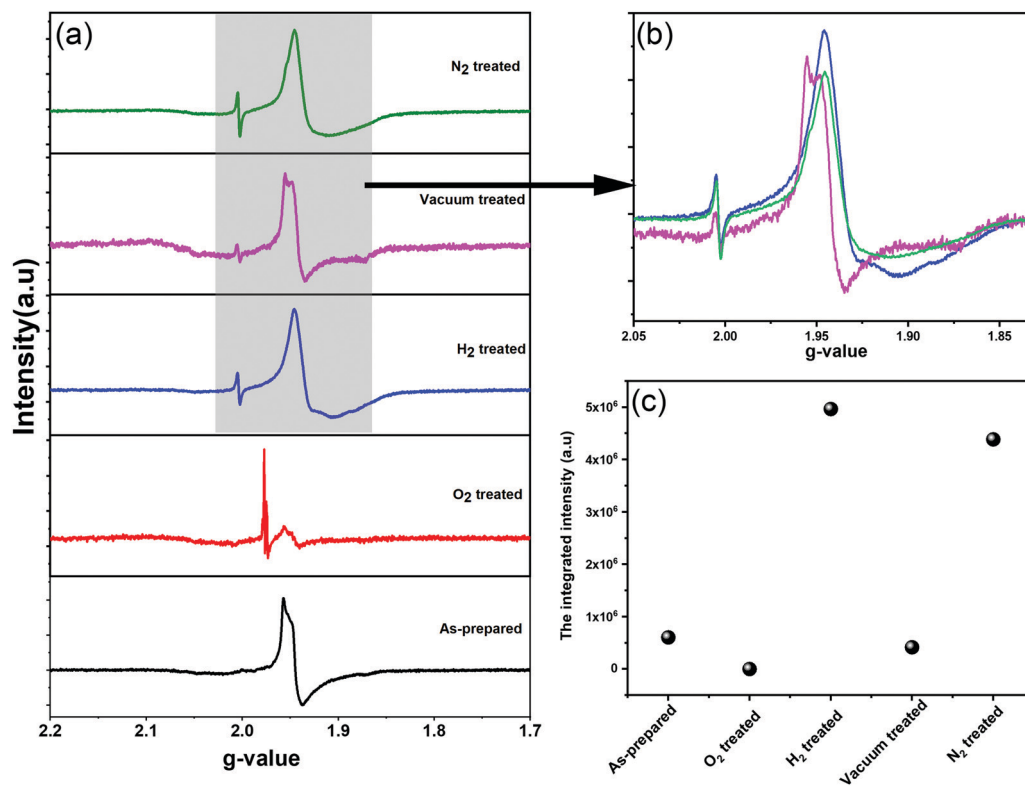 (a)
N2 treated
Vacuum treated
H2 treated
O2 treated
As-prepared
Intensity(a.u)
2.2 2.1 2.0 1.9 1.8 1.7
g-value
(b)
2.05 2.00 1.95 1.90 1.85
g-value
(c)
The integrated intensity (a.u)
5x10^6
4x10^6
3x10^6
2x10^6
1x10^6
0
As-prepared
O2 treated
H2 treated
Vacuum treated
N2 treated